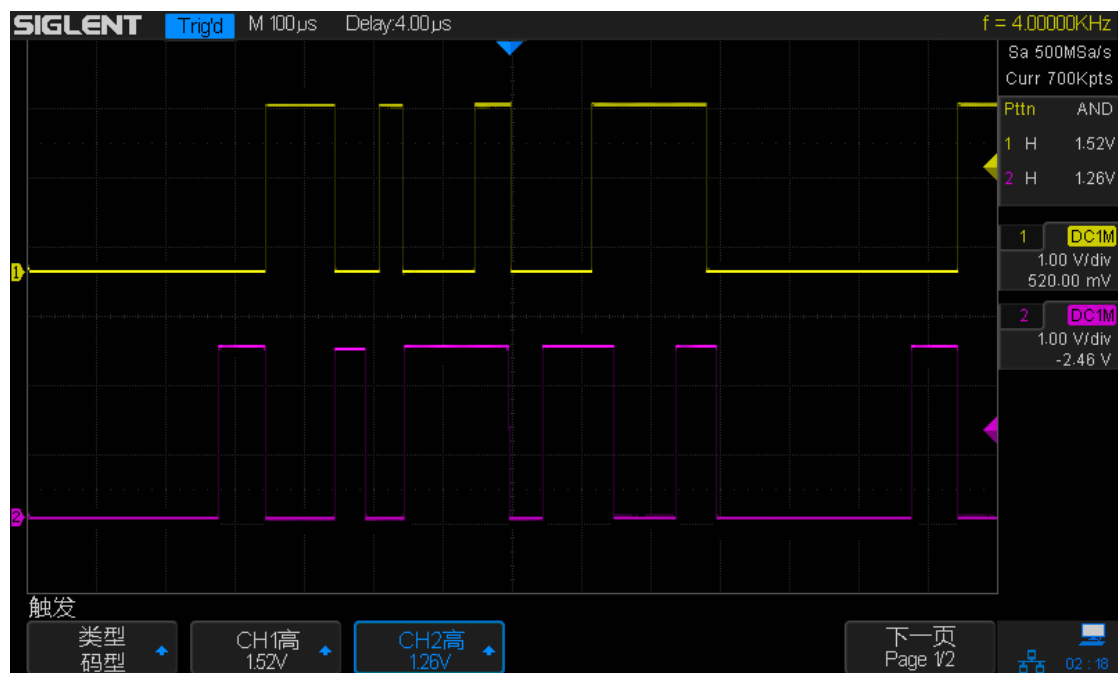 SIGLENT Trig'd M 100µs Delay:4.00µs f = 4.00000KHz
Sa 500MSa/s
Curr 700Kpts
Pttn AND
1 H 1.52V
2 H 1.26V
1 DC1M
1.00 V/div
520.00 mV
2 DC1M
1.00 V/div
-2.46 V
1
2
触发
类型
码型
CH1高
1.52V
CH2高
1.26V
下一页
Page 1/2
02:18